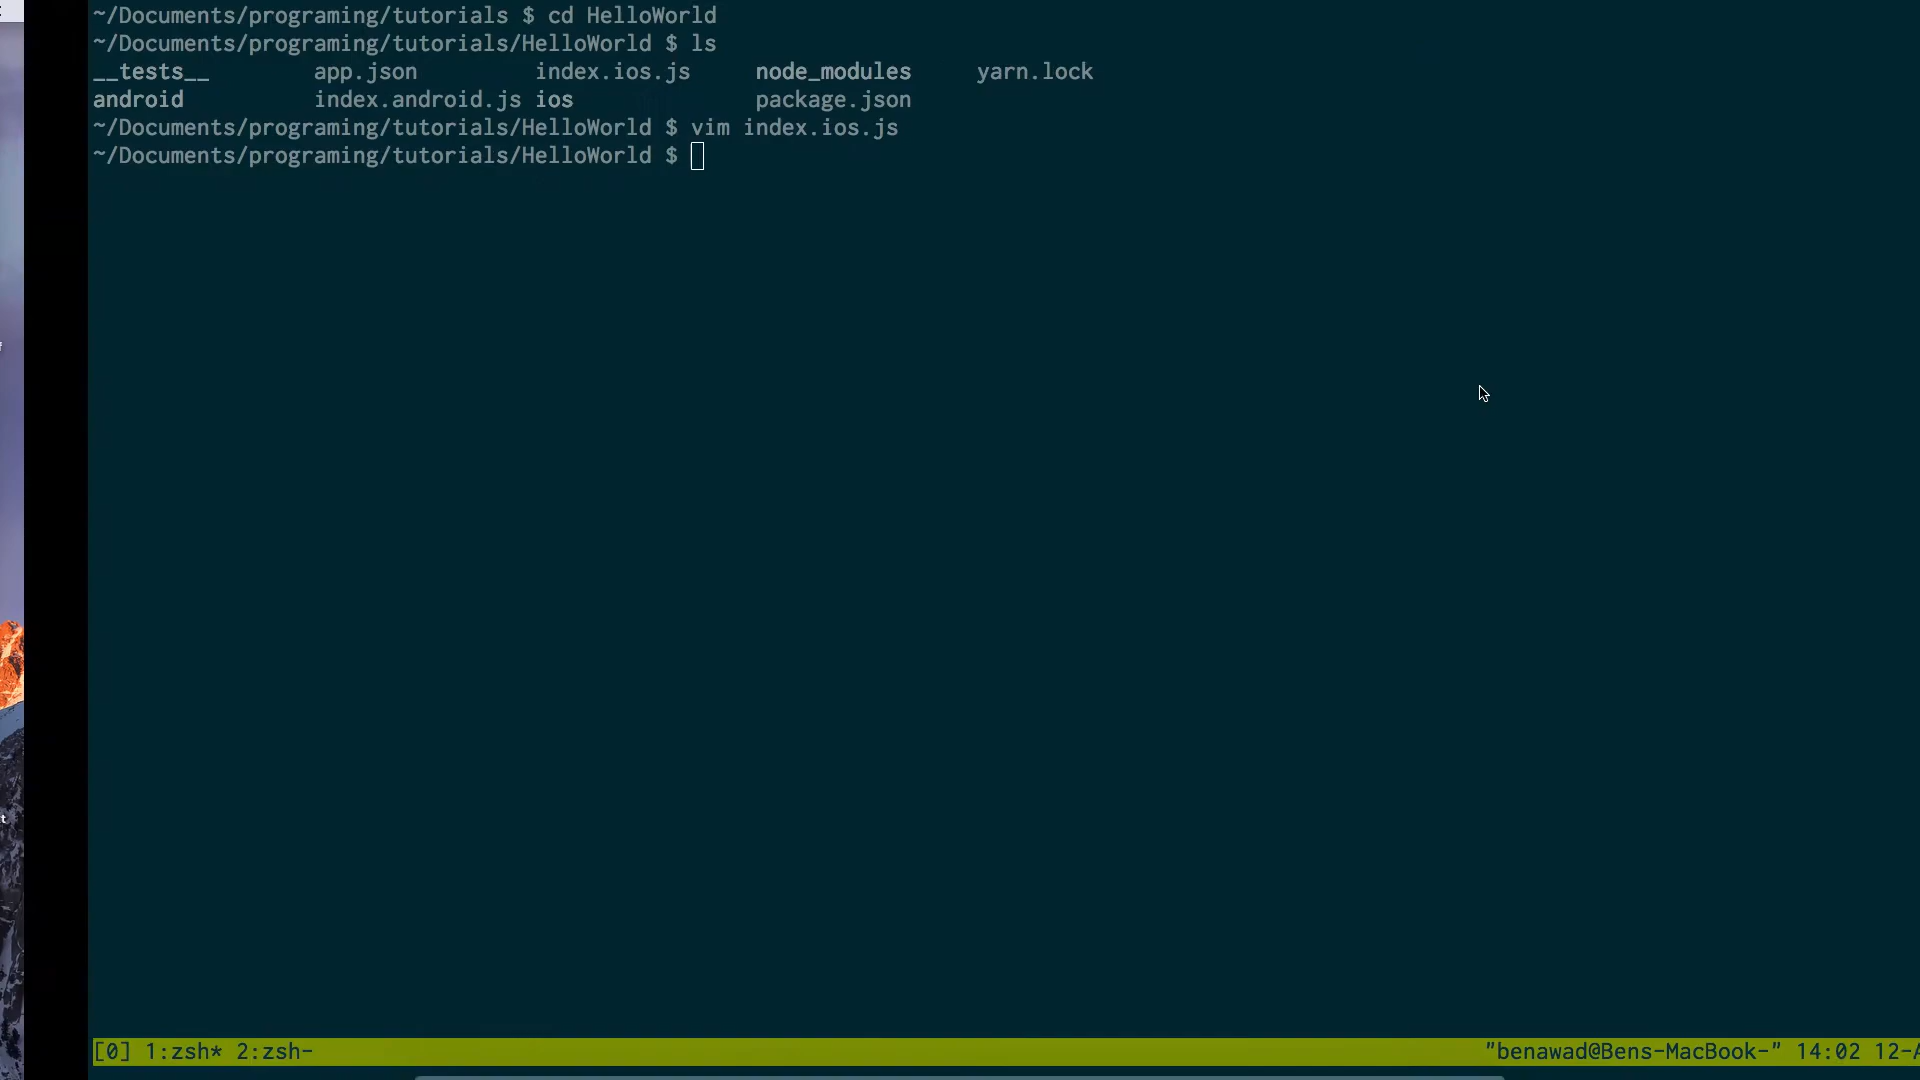 ~/Documents/programing/tutorials $ cd HelloWorld
~/Documents/programing/tutorials/HelloWorld $ ls
__tests__ app.json index.ios.js node_modules yarn.lock
android index.android.js ios package.json
~/Documents/programing/tutorials/HelloWorld $ vim index.ios.js
~/Documents/programing/tutorials/HelloWorld $
[0] 1:zsh* 2:zsh- "benawad@Bens-MacBook-" 14:02 12-A